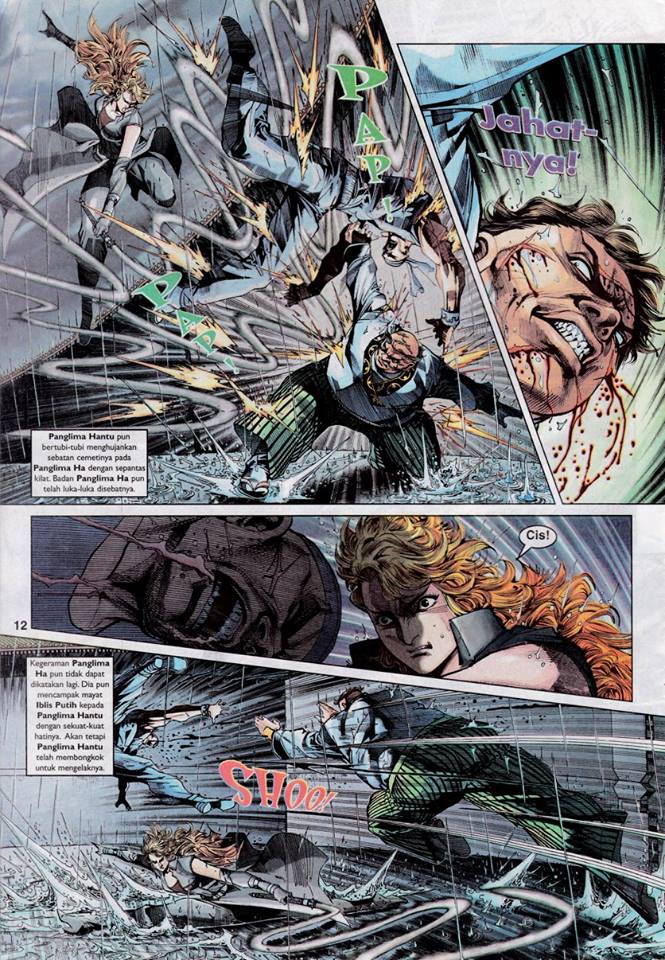 PAP!
Jahat-
nya!
PAP!
Panglima Hantu pun
bertubi-tubi menghujankan
sebatan cemetinya pada
Panglima Ha dengan sepantas
kilat. Badan Panglima Ha pun
telah luka-luka disebatnya.
Cis!
12
Kegeraman Panglima
Ha pun tidak dapat
dikatakan lagi. Dia pun
mencampak mayat
Iblis Putih kepada
Panglima Hantu
dengan sekuat-kuat
hatinya. Akan tetapi
Panglima Hantu
telah membongkok
untuk mengelaknya.
SHOO!